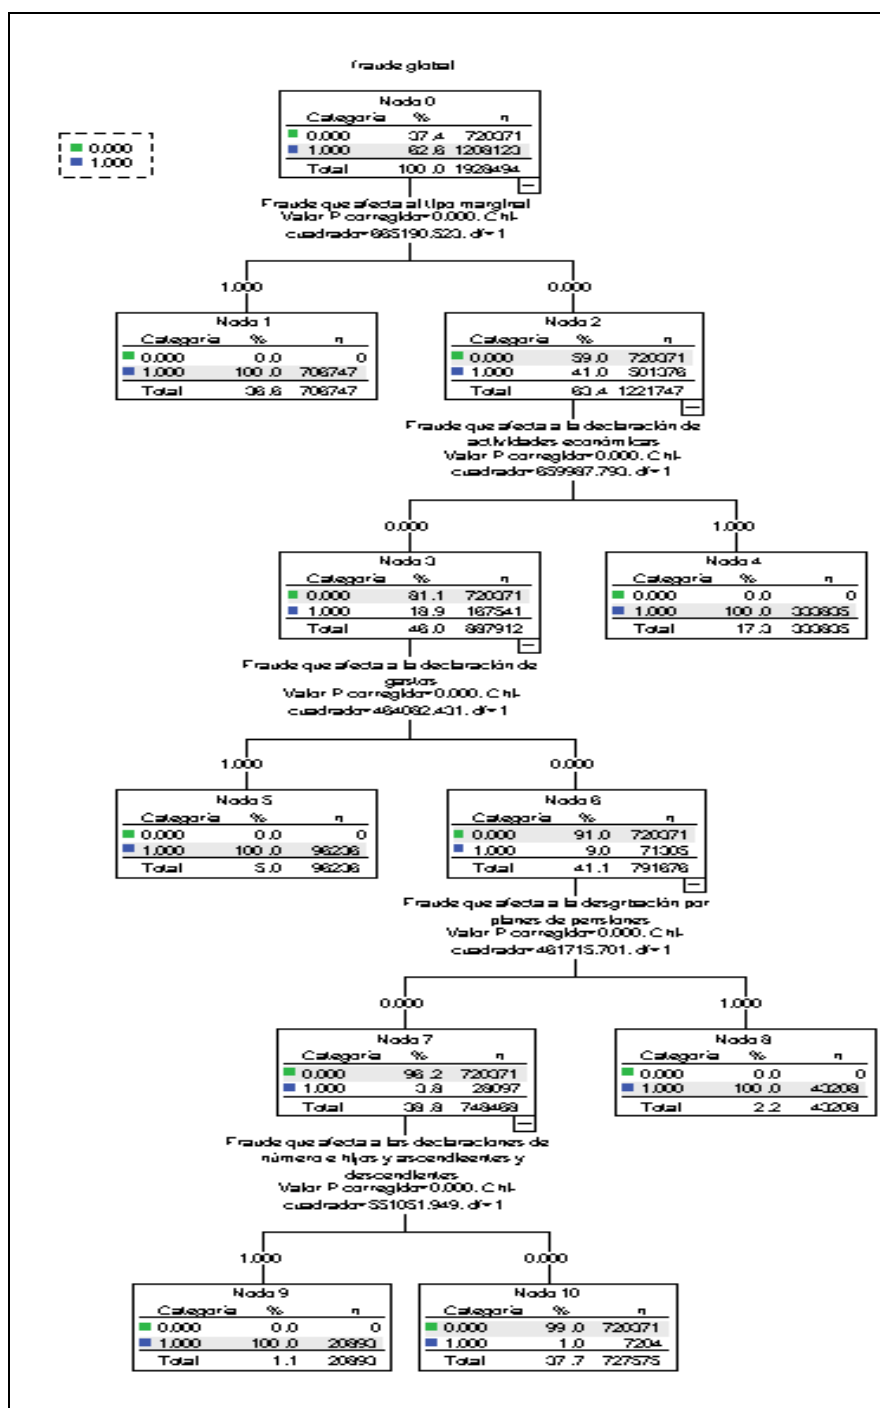 Fraude global
Nodo 0
Categoría % n
0.000 37.4 720371
1.000 62.6 1208123
Total 100.0 1928494
0.000
1.000
Fraude que afecta al tipo marginal
Valor P corregido=0.000. Chi-
cuadrado=665190.523. df=1
1.000
0.000
Nodo 1
Categoría % n
0.000 0.0 0
1.000 100.0 706747
Total 36.6 706747
Nodo 2
Categoría % n
0.000 59.0 720371
1.000 41.0 501376
Total 63.4 1221747
Fraude que afecta a la declaración de
actividades económicas
Valor P corregido=0.000. Chi-
cuadrado=659987.793. df=1
0.000
1.000
Nodo 3
Categoría % n
0.000 81.1 720371
1.000 18.9 167541
Total 46.0 887912
Nodo 4
Categoría % n
0.000 0.0 0
1.000 100.0 333835
Total 17.3 333835
Fraude que afecta a la declaración de
gastos
Valor P corregido=0.000. Chi-
cuadrado=464082.431. df=1
1.000
0.000
Nodo 5
Categoría % n
0.000 0.0 0
1.000 100.0 96236
Total 5.0 96236
Nodo 6
Categoría % n
0.000 91.0 720371
1.000 9.0 71305
Total 41.1 791676
Fraude que afecta a la desgrtación por
planes de pensiones
Valor P corregido=0.000. Chi-
cuadrado=461715.701. df=1
0.000
1.000
Nodo 7
Categoría % n
0.000 96.2 720371
1.000 3.8 28097
Total 38.8 748468
Nodo 8
Categoría % n
0.000 0.0 0
1.000 100.0 43208
Total 2.2 43208
Fraude que afecta a las declaraciones de
número e hijos y ascendieentes y
descendientes
Valor P corregido=0.000. Chi-
cuadrado=551051.949. df=1
1.000
0.000
Nodo 9
Categoría % n
0.000 0.0 0
1.000 100.0 20893
Total 1.1 20893
Nodo 10
Categoría % n
0.000 99.0 720371
1.000 1.0 7204
Total 37.7 727575